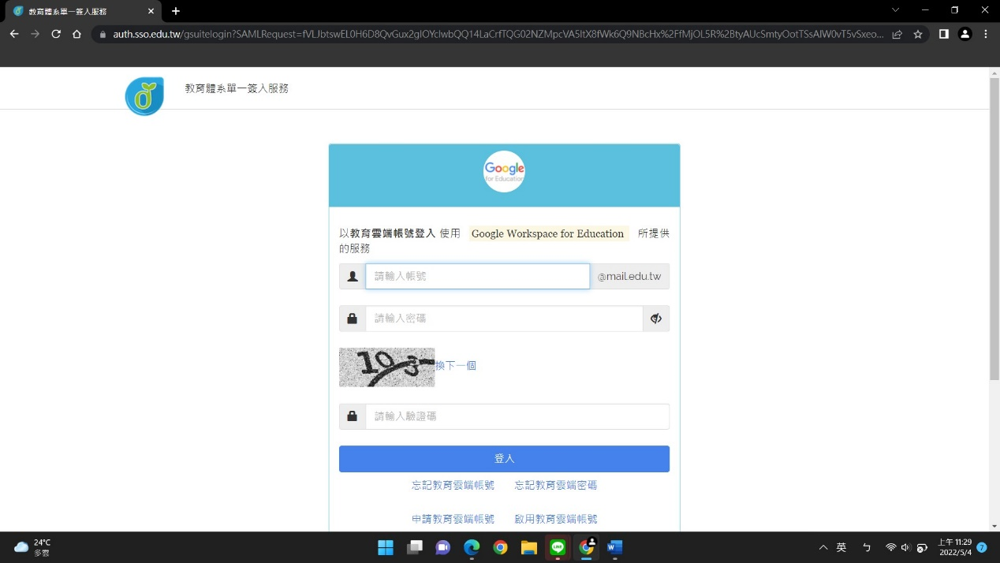 教育體系單一簽入服務
auth.sso.edu.tw/gsuitelogin?SAMLRequest=fVLJbtswEL0H6D8QvGux2glOYclwbQQ14LaCrfTQG02NZMpcVA5ltX8fWk6Q9NBcHx%2FfMjOL5R%2BtyAUcSmtyOotTSsAIW0vT5vSxeo...
教育體系單一簽入服務
Google
for Education
以教育雲端帳號登入 使用 Google Workspace for Education 所提供
的服務
請輸入帳號 @mail.edu.tw
請輸入密碼
換下一個
請輸入驗證碼
登入
忘記教育雲端帳號 忘記教育雲端密碼
申請教育雲端帳號 啟用教育雲端帳號
24°C
多雲
英 ㄅ
上午 11:29
2022/5/4
7